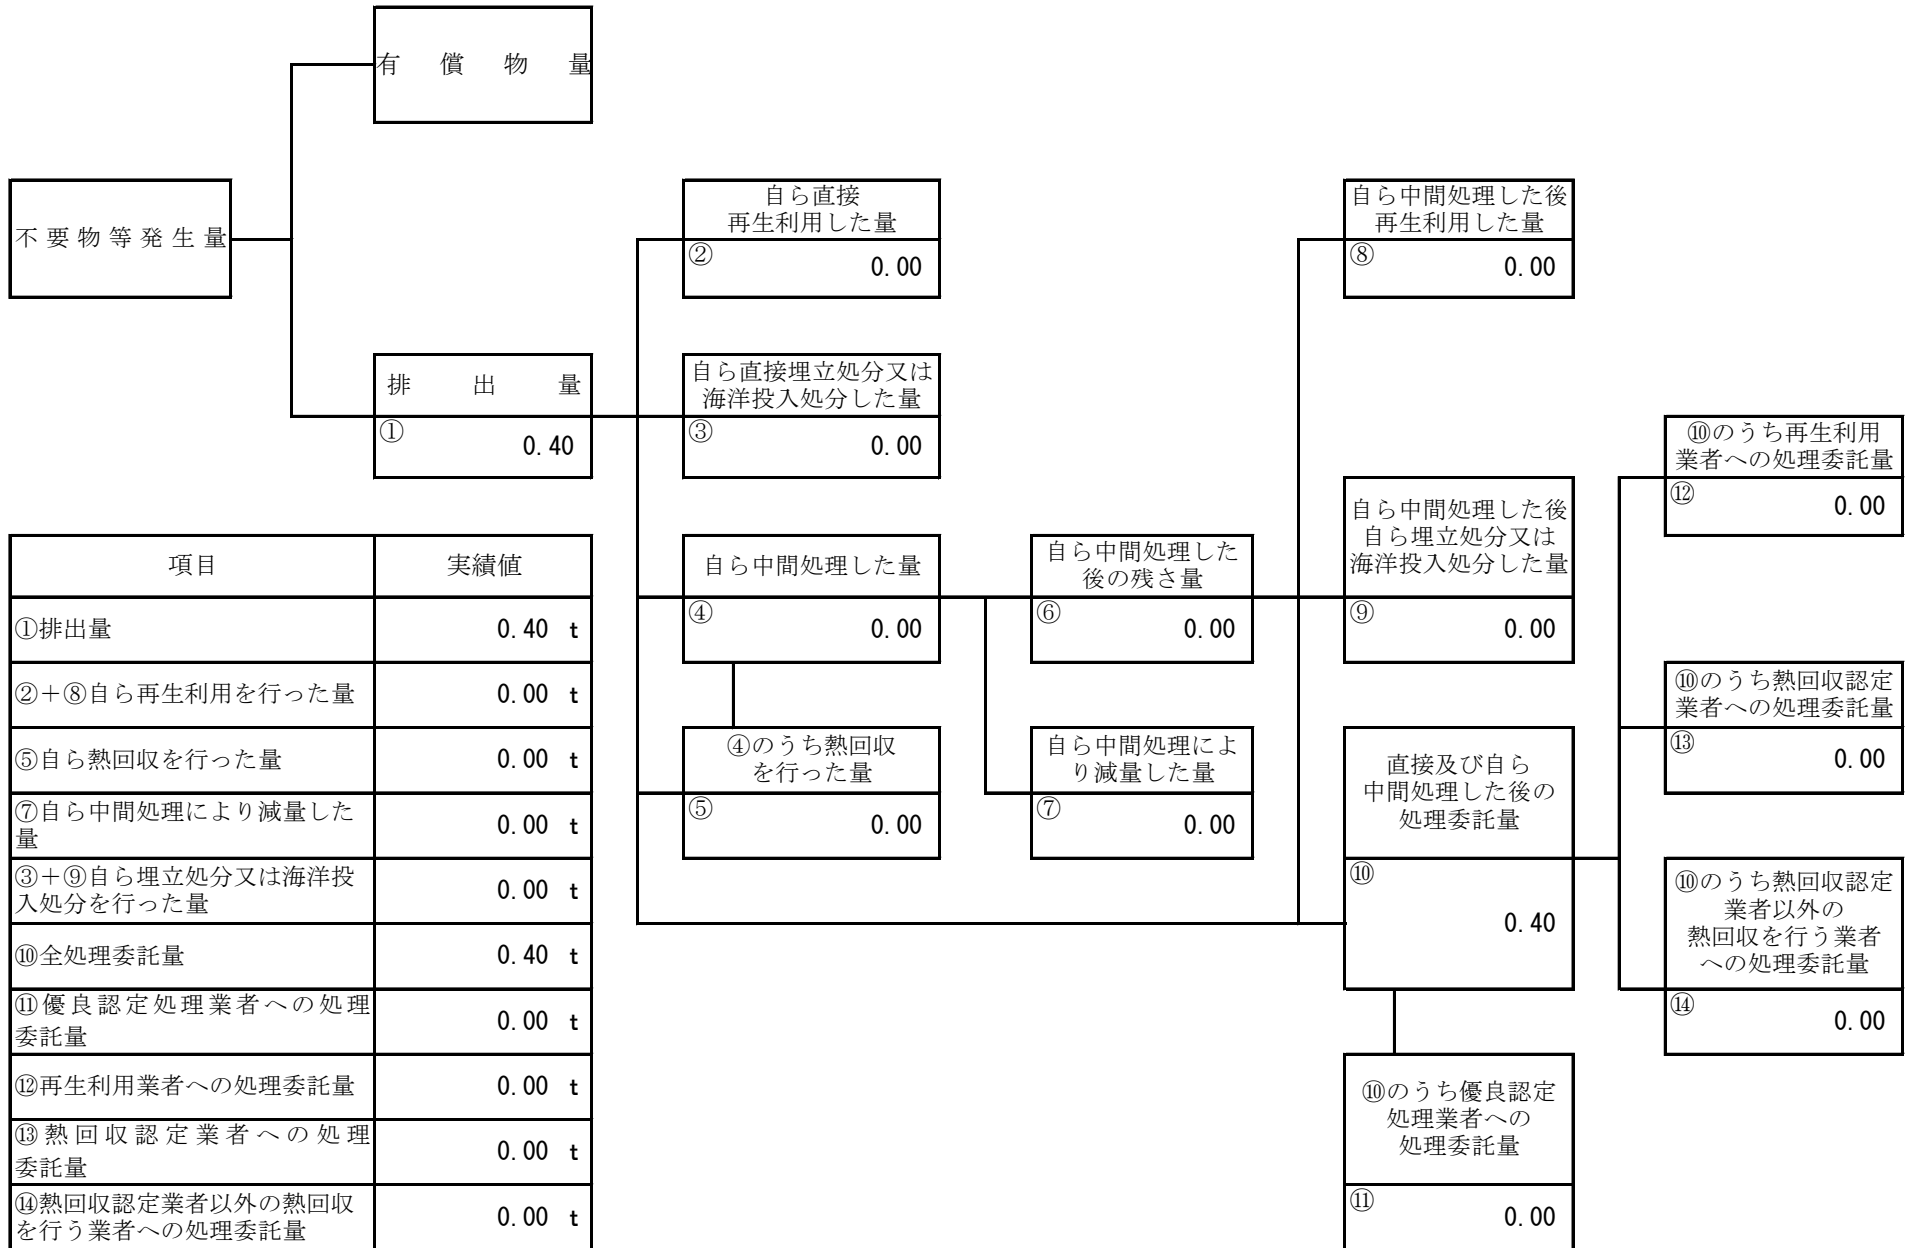 有償物量
不要物等発生量
排出量
① 0.40
自ら直接
再生利用した量
② 0.00
自ら直接埋立処分又は
海洋投入処分した量
③ 0.00
自ら中間処理した量
④ 0.00
④のうち熱回収
を行った量
⑤ 0.00
自ら中間処理した
後の残さ量
⑥ 0.00
自ら中間処理によ
り減量した量
⑦ 0.00
自ら中間処理した後
再生利用した量
⑧ 0.00
自ら中間処理した後
自ら埋立処分又は
海洋投入処分した量
⑨ 0.00
直接及び自ら
中間処理した後の
処理委託量
⑩
0.40
⑩のうち優良認定
処理業者への
処理委託量
⑪ 0.00
⑩のうち再生利用
業者への処理委託量
⑫ 0.00
⑩のうち熱回収認定
業者への処理委託量
⑬ 0.00
⑩のうち熱回収認定
業者以外の
熱回収を行う業者
への処理委託量
⑭ 0.00
項目 実績値
①排出量 0.40 t
②＋⑧自ら再生利用を行った量 0.00 t
⑤自ら熱回収を行った量 0.00 t
⑦自ら中間処理により減量した
量 0.00 t
③＋⑨自ら埋立処分又は海洋投
入処分を行った量 0.00 t
⑩全処理委託量 0.40 t
⑪優良認定処理業者への処理
委託量 0.00 t
⑫再生利用業者への処理委託量 0.00 t
⑬熱回収認定業者への処理
委託量 0.00 t
⑭熱回収認定業者以外の熱回収
を行う業者への処理委託量 0.00 t